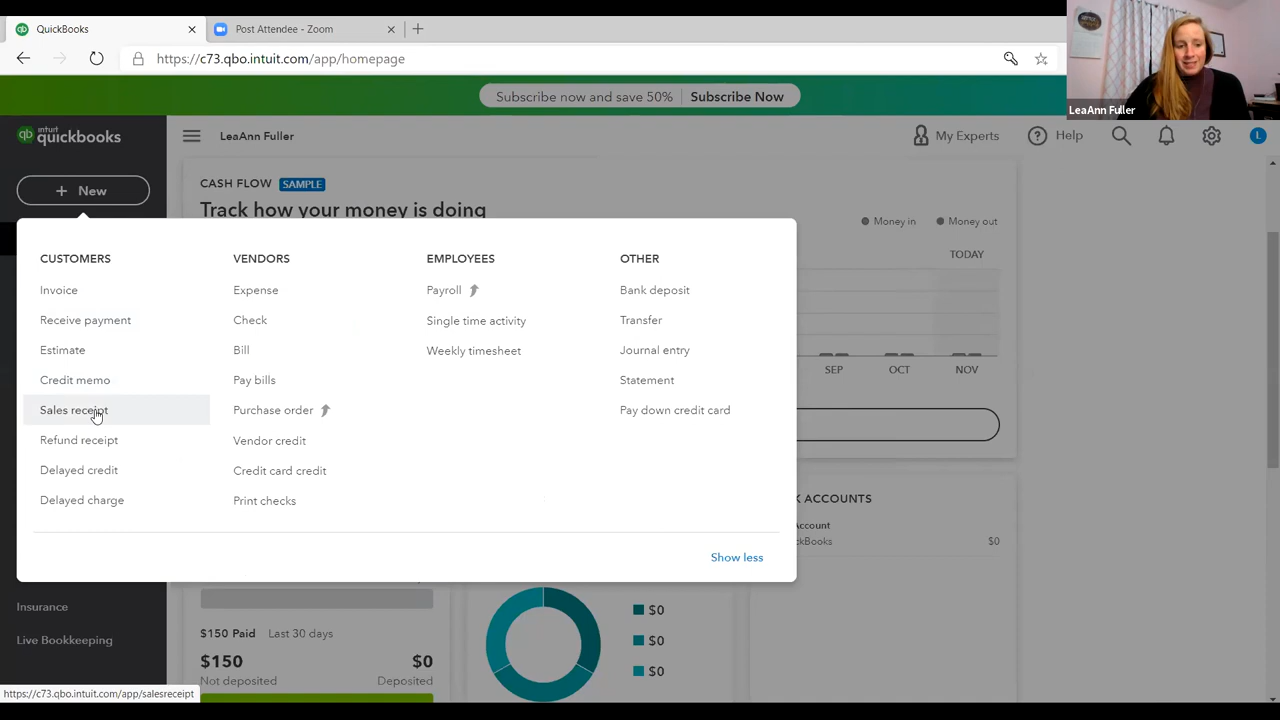 QuickBooks
Post Attendee - Zoom
https://c73.qbo.intuit.com/app/homepage
LeaAnn Fuller
Subscribe now and save 50%
Subscribe Now
qb intuit quickbooks
LeaAnn Fuller
My Experts
Help
L
+ New
CASH FLOW SAMPLE
Track how your money is doing
Money in
Money out
TODAY
CUSTOMERS
Invoice
Receive payment
Estimate
Credit memo
Sales receipt
Refund receipt
Delayed credit
Delayed charge
VENDORS
Expense
Check
Bill
Pay bills
Purchase order
Vendor credit
Credit card credit
Print checks
EMPLOYEES
Payroll
Single time activity
Weekly timesheet
OTHER
Bank deposit
Transfer
Journal entry
Statement
Pay down credit card
Show less
SEP
OCT
NOV
ACCOUNTS
$0
Insurance
Live Bookkeeping
$150 Paid
Last 30 days
$150
$0
Not deposited
Deposited
$0
$0
$0
https://c73.qbo.intuit.com/app/salesreceipt